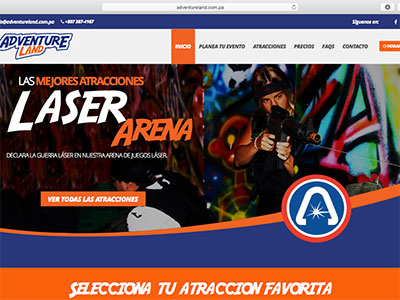 adventureland.com.pa
info@adventureland.com.pa
+507 387-4167
Síguenos en:
ADVENTURE
LAND
INICIO
PLANEA TU EVENTO
ATRACCIONES
PRECIOS
FAQS
CONTACTO
LAS MEJORES ATRACCIONES
LASER
ARENA
DECLARA LA GUERRA LÁSER EN NUESTRA ARENA DE JUEGOS LÁSER.
VER TODAS LAS ATRACCIONES
SELECCIONA TU ATRACCION FAVORITA